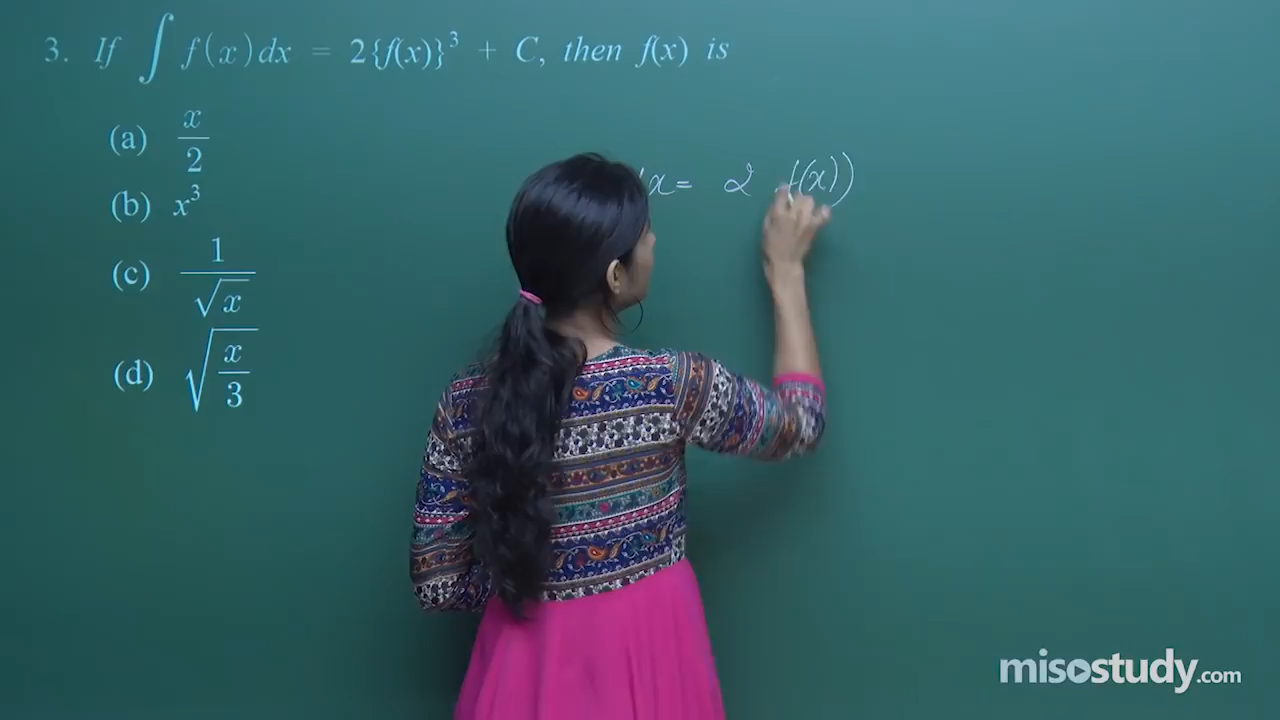 3. If ∫ f(x)dx = 2{f(x)}³ + C, then f(x) is
(a) x/2
(b) x³
(c) 1/√x
(d) √(x/3)
x = 2 f(x))
misostudy.com